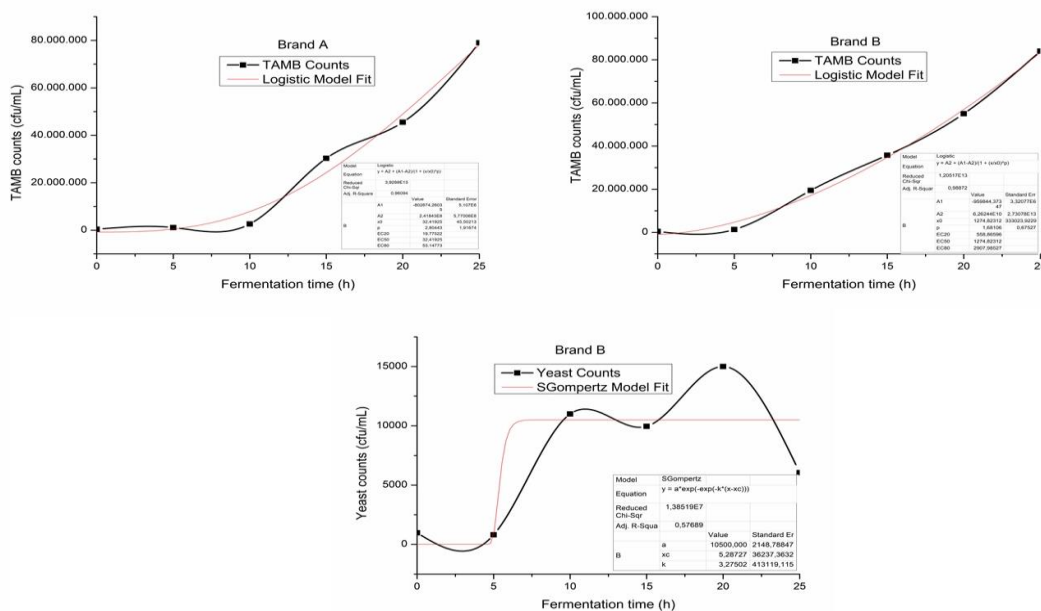 Brand A
TAMB Counts
Logistic Model Fit
TAMB counts (cfu/mL)
80.000.000
60.000.000
40.000.000
20.000.000
0
0 5 10 15 20 25
Fermentation time (h)
Model Logistic
Equation y = A2 + (A1-A2)/(1 + (x/x0)^p)
Reduced Chi-Sqr
Adj. R-Square
Value Standard Error
B
A1
A2
x0
p
EC20
EC50
EC80
Brand B
TAMB Counts
Logistic Model Fit
TAMB counts (cfu/mL)
100.000.000
80.000.000
60.000.000
40.000.000
20.000.000
0
0 5 10 15 20 25
Fermentation time (h)
Model Logistic
Equation y = A2 + (A1-A2)/(1 + (x/x0)^p)
Reduced Chi-Sqr
Adj. R-Squar
Value Standard Err
B
A1
A2
x0 1274,82312
p 1,68106 0,67527
EC20
EC50 1274,82312
EC80
Brand B
Yeast Counts
SGompertz Model Fit
Yeast counts (cfu/mL)
15000
10000
5000
0
0 5 10 15 20 25
Fermentation time (h)
Model SGompertz
Equation y = a*exp(-exp(-k*(x-xc)))
Reduced Chi-Sqr 1,38519E7
Adj. R-Squa 0,57689
Value Standard Er
B
a 10500,000 2148,78847
xc 5,28727 36237,3632
k 3,27502 413119,115